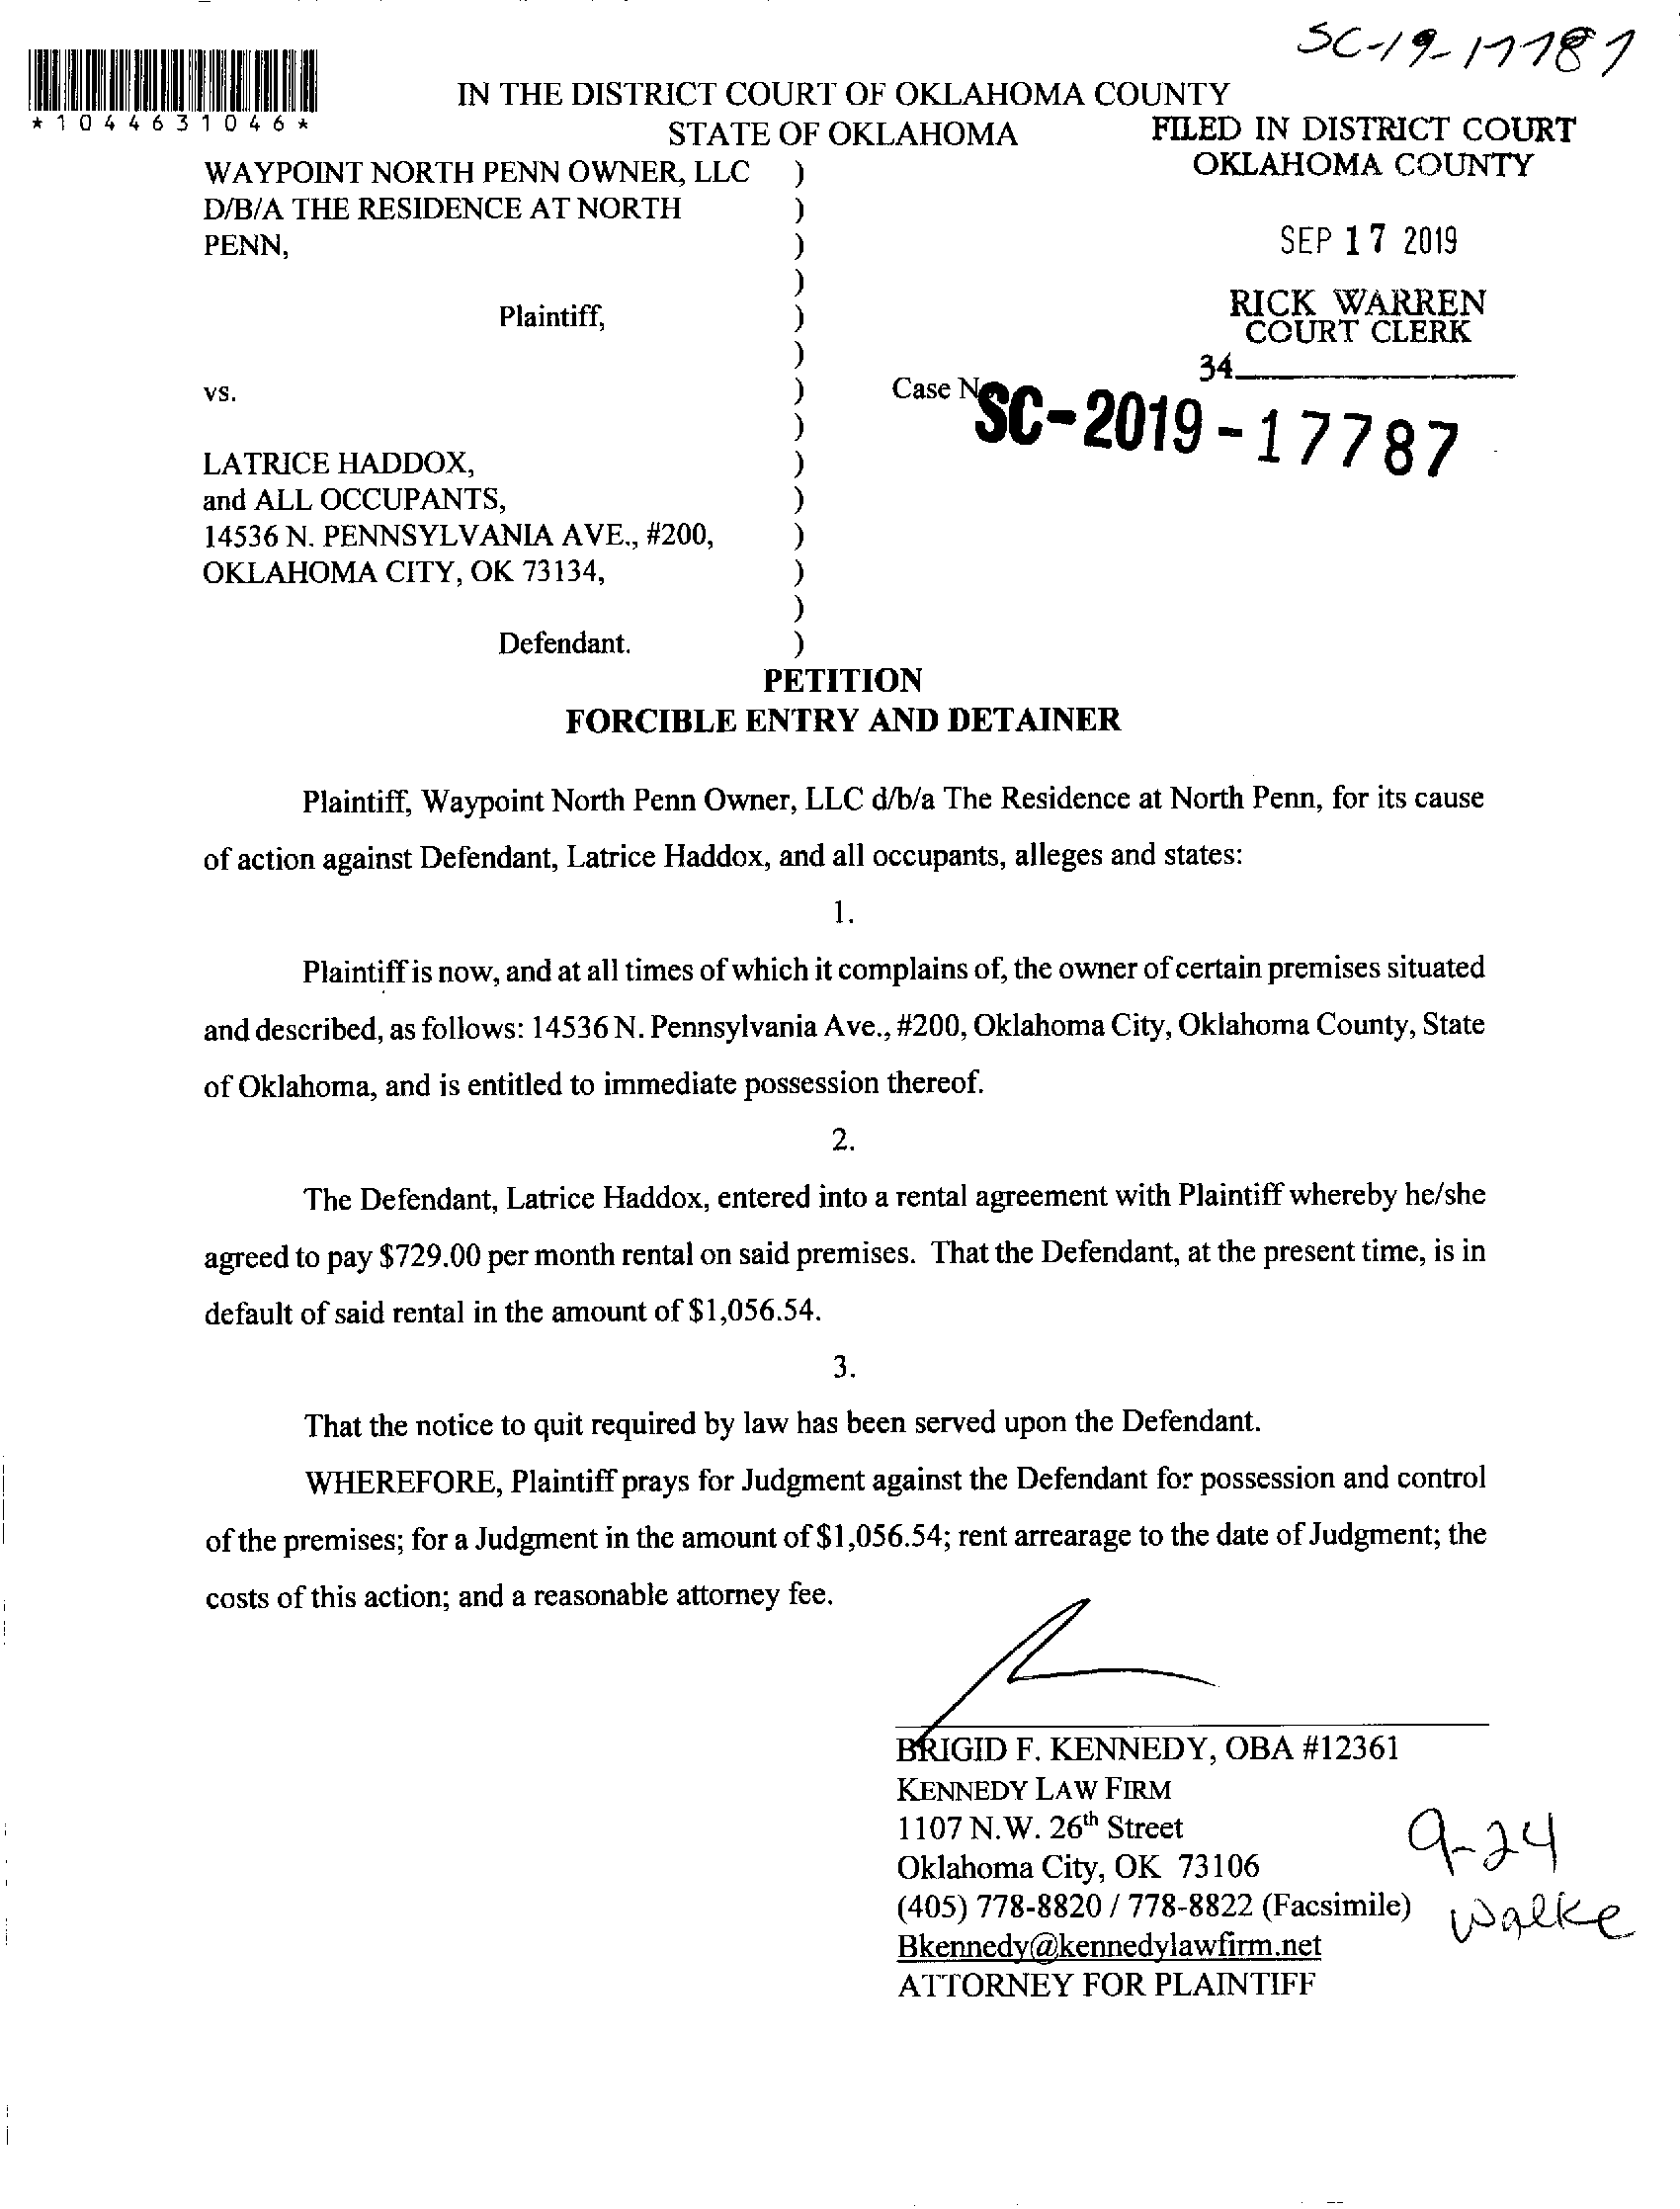 SC-19-17787
*1044631046*
IN THE DISTRICT COURT OF OKLAHOMA COUNTY
STATE OF OKLAHOMA
FILED IN DISTRICT COURT
OKLAHOMA COUNTY
SEP 17 2019
RICK WARREN
COURT CLERK
34
WAYPOINT NORTH PENN OWNER, LLC )
D/B/A THE RESIDENCE AT NORTH )
PENN, )
)
Plaintiff, )
)
vs. )
)
LATRICE HADDOX, )
and ALL OCCUPANTS, )
14536 N. PENNSYLVANIA AVE., #200, )
OKLAHOMA CITY, OK 73134, )
)
Defendant. )
Case No. SC-2019-17787
PETITION
FORCIBLE ENTRY AND DETAINER
Plaintiff, Waypoint North Penn Owner, LLC d/b/a The Residence at North Penn, for its cause
of action against Defendant, Latrice Haddox, and all occupants, alleges and states:
1.
Plaintiff is now, and at all times of which it complains of, the owner of certain premises situated
and described, as follows: 14536 N. Pennsylvania Ave., #200, Oklahoma City, Oklahoma County, State
of Oklahoma, and is entitled to immediate possession thereof.
2.
The Defendant, Latrice Haddox, entered into a rental agreement with Plaintiff whereby he/she
agreed to pay $729.00 per month rental on said premises. That the Defendant, at the present time, is in
default of said rental in the amount of $1,056.54.
3.
That the notice to quit required by law has been served upon the Defendant.
WHEREFORE, Plaintiff prays for Judgment against the Defendant for possession and control
of the premises; for a Judgment in the amount of $1,056.54; rent arrearage to the date of Judgment; the
costs of this action; and a reasonable attorney fee.
BRIGID F. KENNEDY, OBA #12361
KENNEDY LAW FIRM
1107 N.W. 26th Street
Oklahoma City, OK 73106
(405) 778-8820 / 778-8822 (Facsimile)
Bkennedy@kennedylawfirm.net
ATTORNEY FOR PLAINTIFF
9-24
Walke